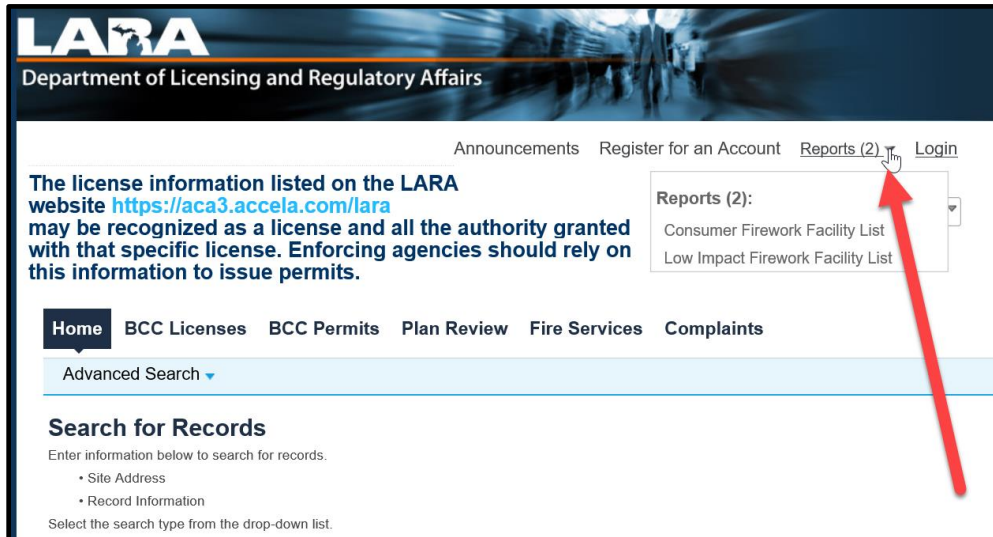 LARA
Department of Licensing and Regulatory Affairs
Announcements Register for an Account Reports (2) Login
The license information listed on the LARA
website https://aca3.accela.com/lara
may be recognized as a license and all the authority granted
with that specific license. Enforcing agencies should rely on
this information to issue permits.
Reports (2):
Consumer Firework Facility List
Low Impact Firework Facility List
Home BCC Licenses BCC Permits Plan Review Fire Services Complaints
Advanced Search
Search for Records
Enter information below to search for records.
• Site Address
• Record Information
Select the search type from the drop-down list.